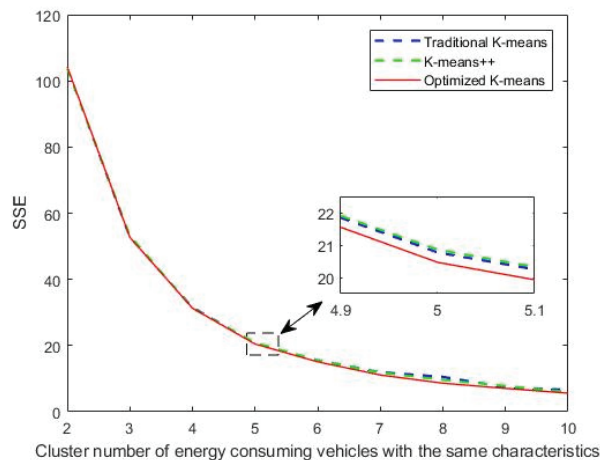 120
100
80
60
40
20
0
SSE
Traditional K-means
K-means++
Optimized K-means
22
21
20
4.9 5 5.1
2 3 4 5 6 7 8 9 10
Cluster number of energy consuming vehicles with the same characteristics